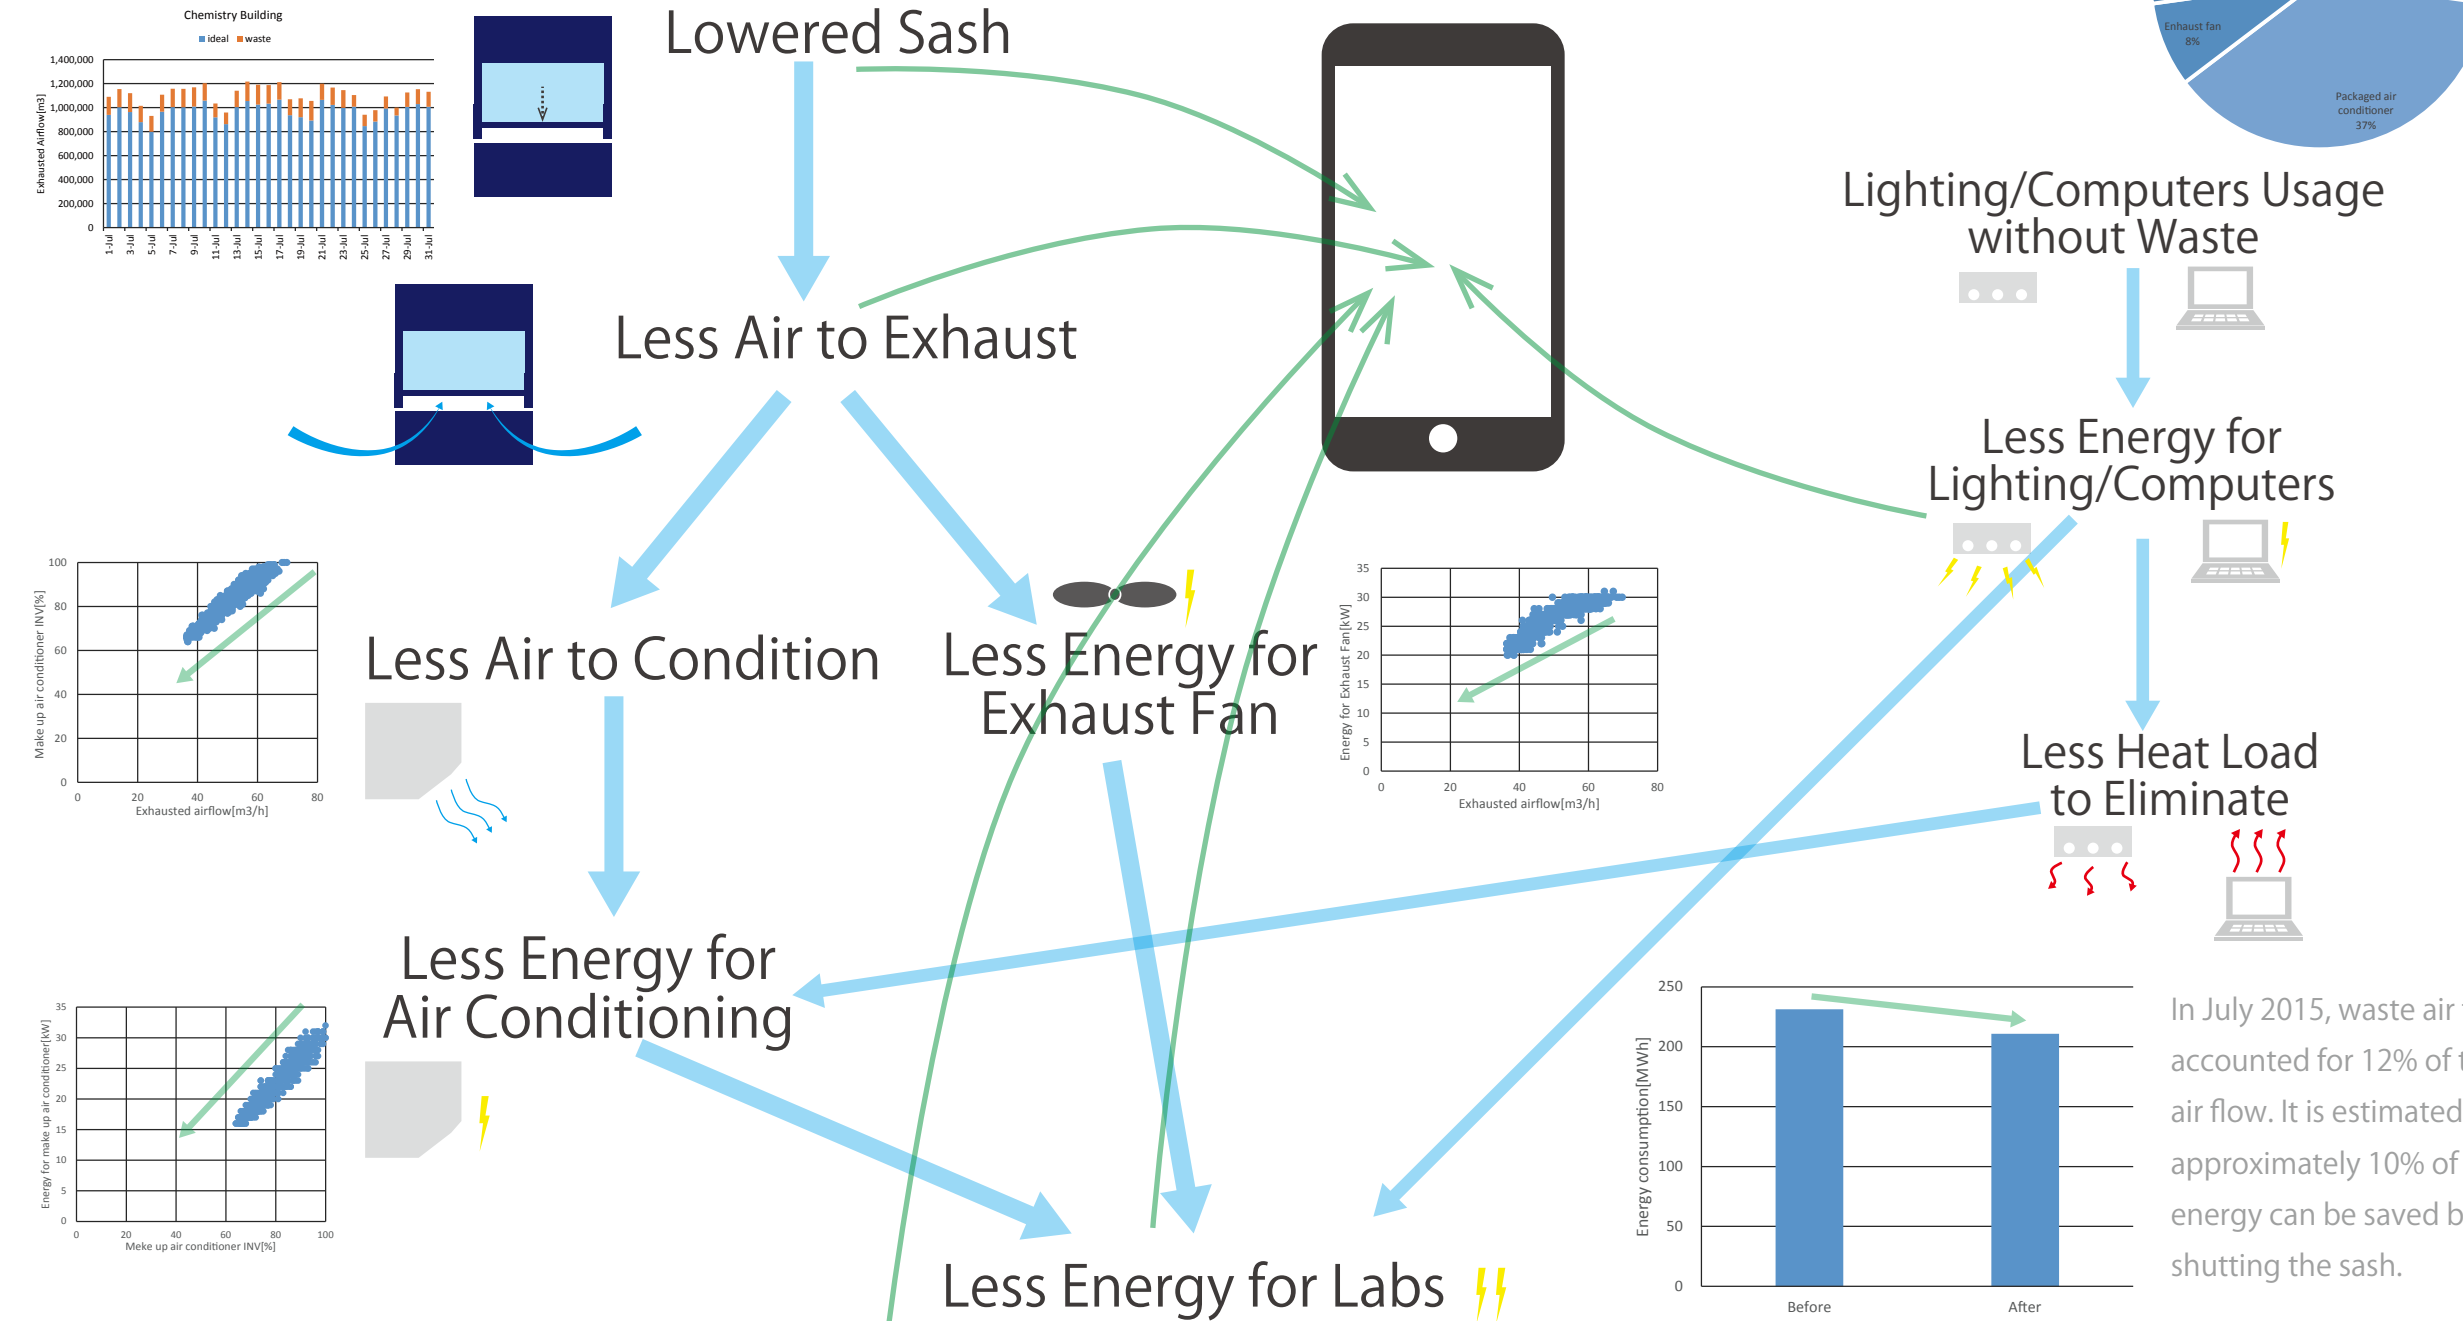 Chemistry Building
ideal waste
Exhausted Airflow[m3]
1,400,000
1,200,000
1,000,000
800,000
600,000
400,000
200,000
0
1-Jul 3-Jul 5-Jul 7-Jul 9-Jul 11-Jul 13-Jul 15-Jul 17-Jul 19-Jul 21-Jul 23-Jul 25-Jul 27-Jul 29-Jul 31-Jul
Lowered Sash
Enhaust fan
8%
Packaged air
conditioner
37%
Lighting/Computers Usage
without Waste
Less Air to Exhaust
Less Energy for
Lighting/Computers
Make up air conditioner INV[%]
100
80
60
40
20
0
0 20 40 60 80
Exhausted airflow[m3/h]
Less Air to Condition
Less Energy for
Exhaust Fan
Energy for Exhaust Fan[kW]
35
30
25
20
15
10
5
0
0 20 40 60 80
Exhausted airflow[m3/h]
Less Heat Load
to Eliminate
Less Energy for
Air Conditioning
Energy for make up air conditioner[kW]
35
30
25
20
15
10
5
0
0 20 40 60 80 100
Meke up air conditioner INV[%]
Less Energy for Labs
Energy consumption[MWh]
250
200
150
100
50
0
Before After
In July 2015, waste air
accounted for 12% of
air flow. It is estimated
approximately 10% of
energy can be saved
shutting the sash.